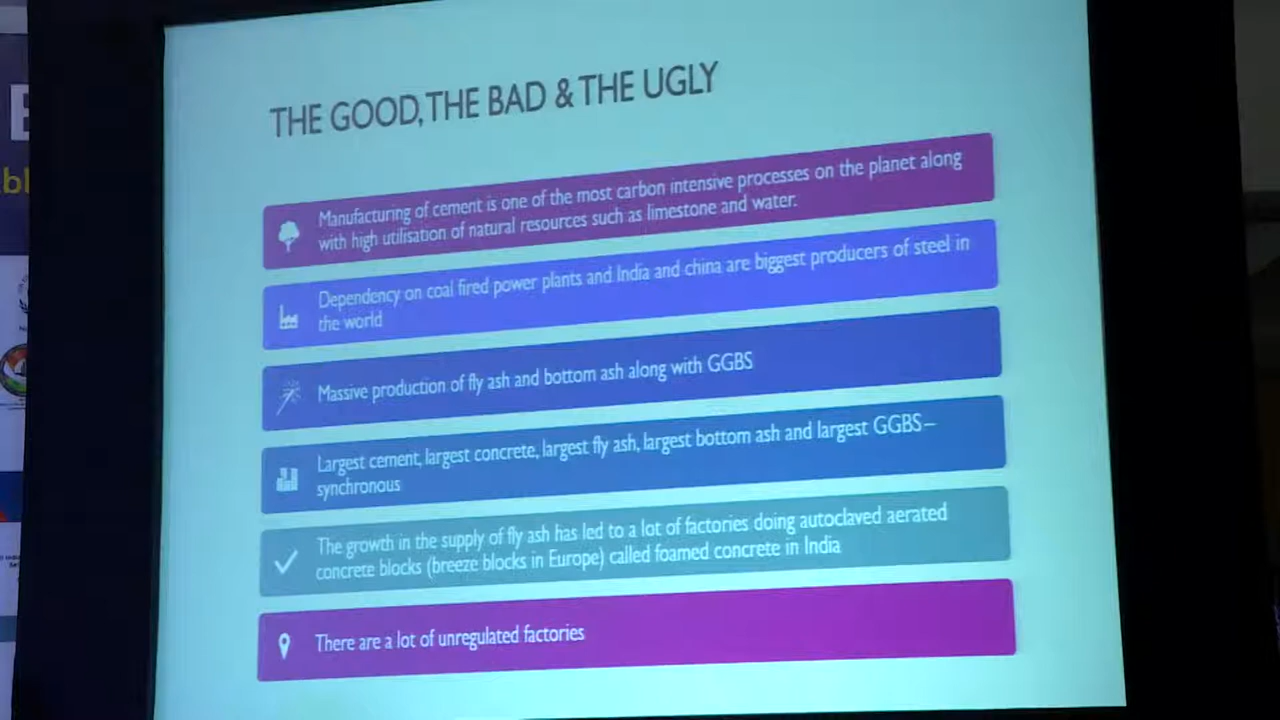 THE GOOD, THE BAD & THE UGLY
Manufacturing of cement is one of the most carbon intensive processes on the planet along
with high utilisation of natural resources such as limestone and water.
Dependency on coal fired power plants and India and china are biggest producers of steel in
the world
Massive production of fly ash and bottom ash along with GGBS
Largest cement, largest concrete, largest fly ash, largest bottom ash and largest GGBS –
synchronous
The growth in the supply of fly ash has led to a lot of factories doing autoclaved aerated
concrete blocks (breeze blocks in Europe) called foamed concrete in India
There are a lot of unregulated factories